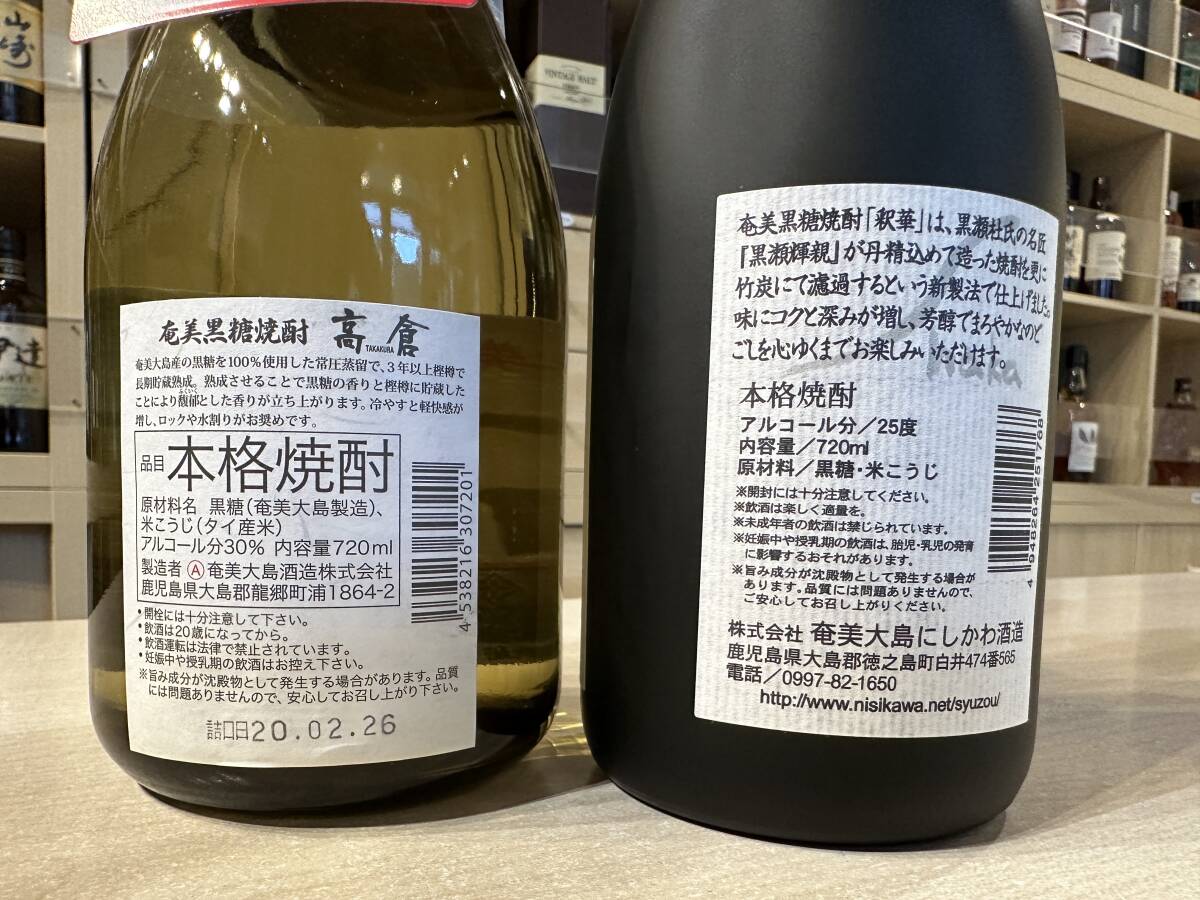 奄美黒糖焼酎 高倉
TAKAKURA
奄美大島産の黒糖を100%使用した常圧蒸留で、3年以上樫樽で
長期貯蔵熟成。熟成させることで黒糖の香りと樫樽に貯蔵した
ふくいく
ことにより馥郁とした香りが立ち上がります。冷やすと軽快感が
増し、ロックや水割りがお奨めです。
品目 本格焼酎
原材料名 黒糖(奄美大島製造)、
米こうじ(タイ産米)
アルコール分30% 内容量720ml
製造者 Ⓐ 奄美大島酒造株式会社
鹿児島県大島郡龍郷町浦1864-2
4 538216 307201
・開栓には十分注意して下さい。
・飲酒は20歳になってから。
・飲酒運転は法律で禁止されています。
・妊娠中や授乳期の飲酒はお控え下さい。
※旨み成分が沈殿物として発生する場合があります。品質
には問題ありませんので、安心してお召し上がり下さい。
詰口日20.02.26
奄美黒糖焼酎「釈華」は、黒瀬杜氏の名匠
『黒瀬輝親』が丹精込めて造った焼酎を更に
竹炭にて濾過するという新製法で仕上げました。
味にコクと深みが増し、芳醇でまろやかなのど
ごしを心ゆくまでお楽しみいただけます。
本格焼酎
アルコール分/25度
内容量/720ml
原材料/黒糖・米こうじ
※開封には十分注意してください。
※飲酒は楽しく適量を。
※未成年者の飲酒は禁じられています。
※妊娠中や授乳期の飲酒は、胎児・乳児の発育
に影響するおそれがあります。
※旨み成分が沈殿物として発生する場合が
あります。品質には問題ありませんので、
ご安心してお召し上がりください。
4 948264 251768
株式会社 奄美大島にしかわ酒造
鹿児島県大島郡徳之島町白井474番565
電話/0997-82-1650
http://www.nisikawa.net/syuzou/
山崎
VINTAGE MALT
伊達